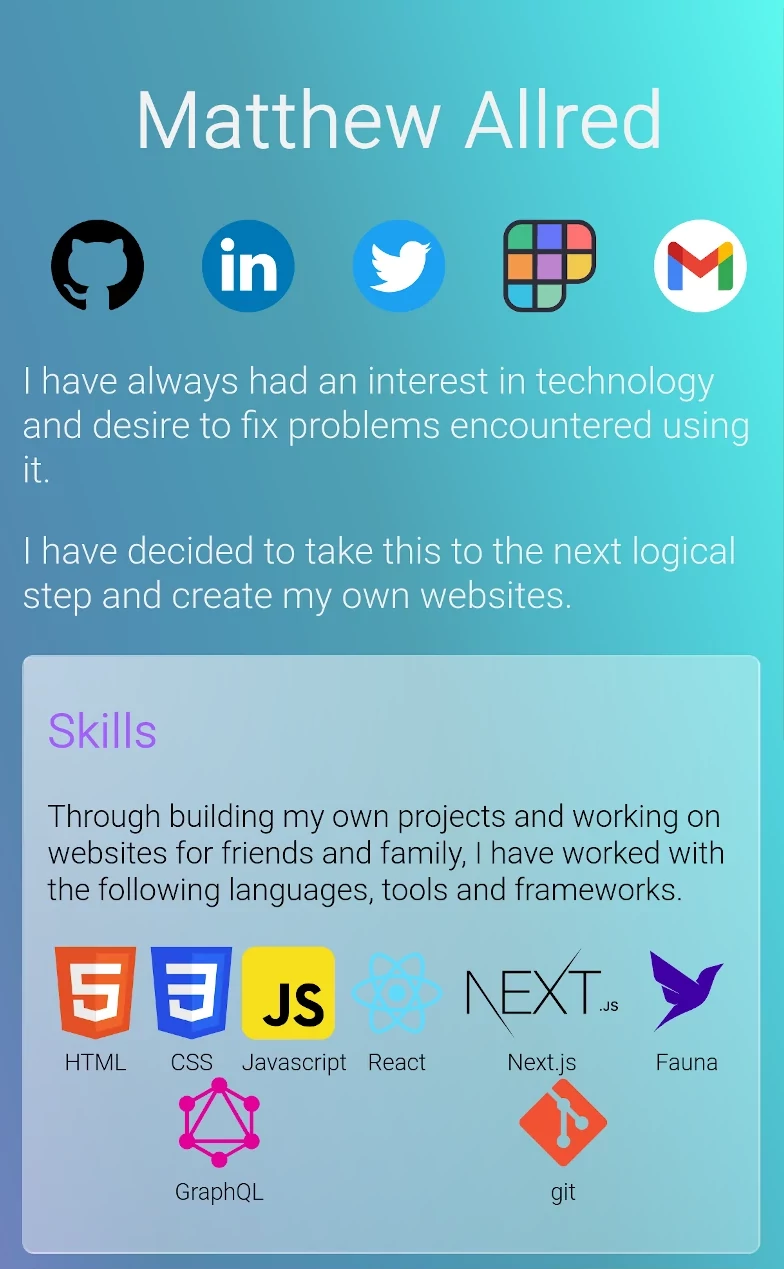 Matthew Allred
in
I have always had an interest in technology
and desire to fix problems encountered using
it.
I have decided to take this to the next logical
step and create my own websites.
Skills
Through building my own projects and working on
websites for friends and family, I have worked with
the following languages, tools and frameworks.
5 3 JS NEXT.JS
HTML CSS Javascript React Next.js Fauna
GraphQL git